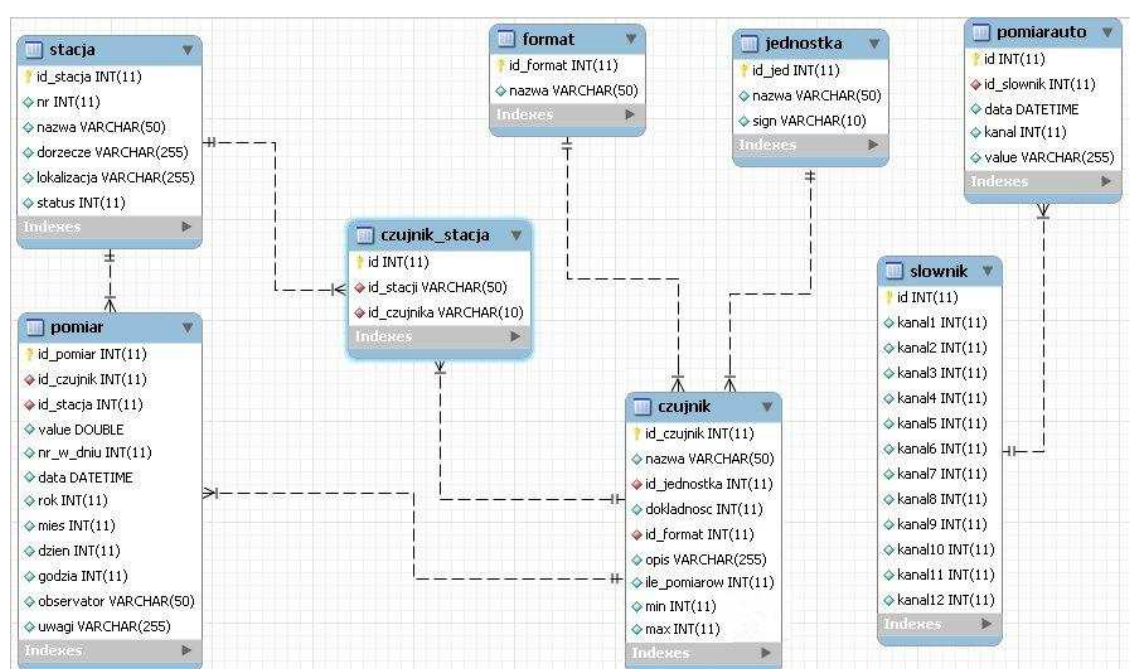 stacja
id_stacja INT(11)
nr INT(11)
nazwa VARCHAR(50)
dorzecze VARCHAR(255)
lokalizacja VARCHAR(255)
status INT(11)
Indexes
format
id_format INT(11)
nazwa VARCHAR(50)
Indexes
jednostka
id_jed INT(11)
nazwa VARCHAR(50)
sign VARCHAR(10)
Indexes
pomiarauto
id INT(11)
id_slownik INT(11)
data DATETIME
kanal INT(11)
value VARCHAR(255)
Indexes
czujnik_stacja
id INT(11)
id_stacji VARCHAR(50)
id_czujnika VARCHAR(10)
Indexes
pomiar
id_pomiar INT(11)
id_czujnik INT(11)
id_stacja INT(11)
value DOUBLE
nr_w_dniu INT(11)
data DATETIME
rok INT(11)
mies INT(11)
dzien INT(11)
godzia INT(11)
observator VARCHAR(50)
uwagi VARCHAR(255)
Indexes
czujnik
id_czujnik INT(11)
nazwa VARCHAR(50)
id_jednostka INT(11)
dokladnosc INT(11)
id_format INT(11)
opis VARCHAR(255)
ile_pomiarow INT(11)
min INT(11)
max INT(11)
Indexes
slownik
id INT(11)
kanal1 INT(11)
kanal2 INT(11)
kanal3 INT(11)
kanal4 INT(11)
kanal5 INT(11)
kanal6 INT(11)
kanal7 INT(11)
kanal8 INT(11)
kanal9 INT(11)
kanal10 INT(11)
kanal11 INT(11)
kanal12 INT(11)
Indexes